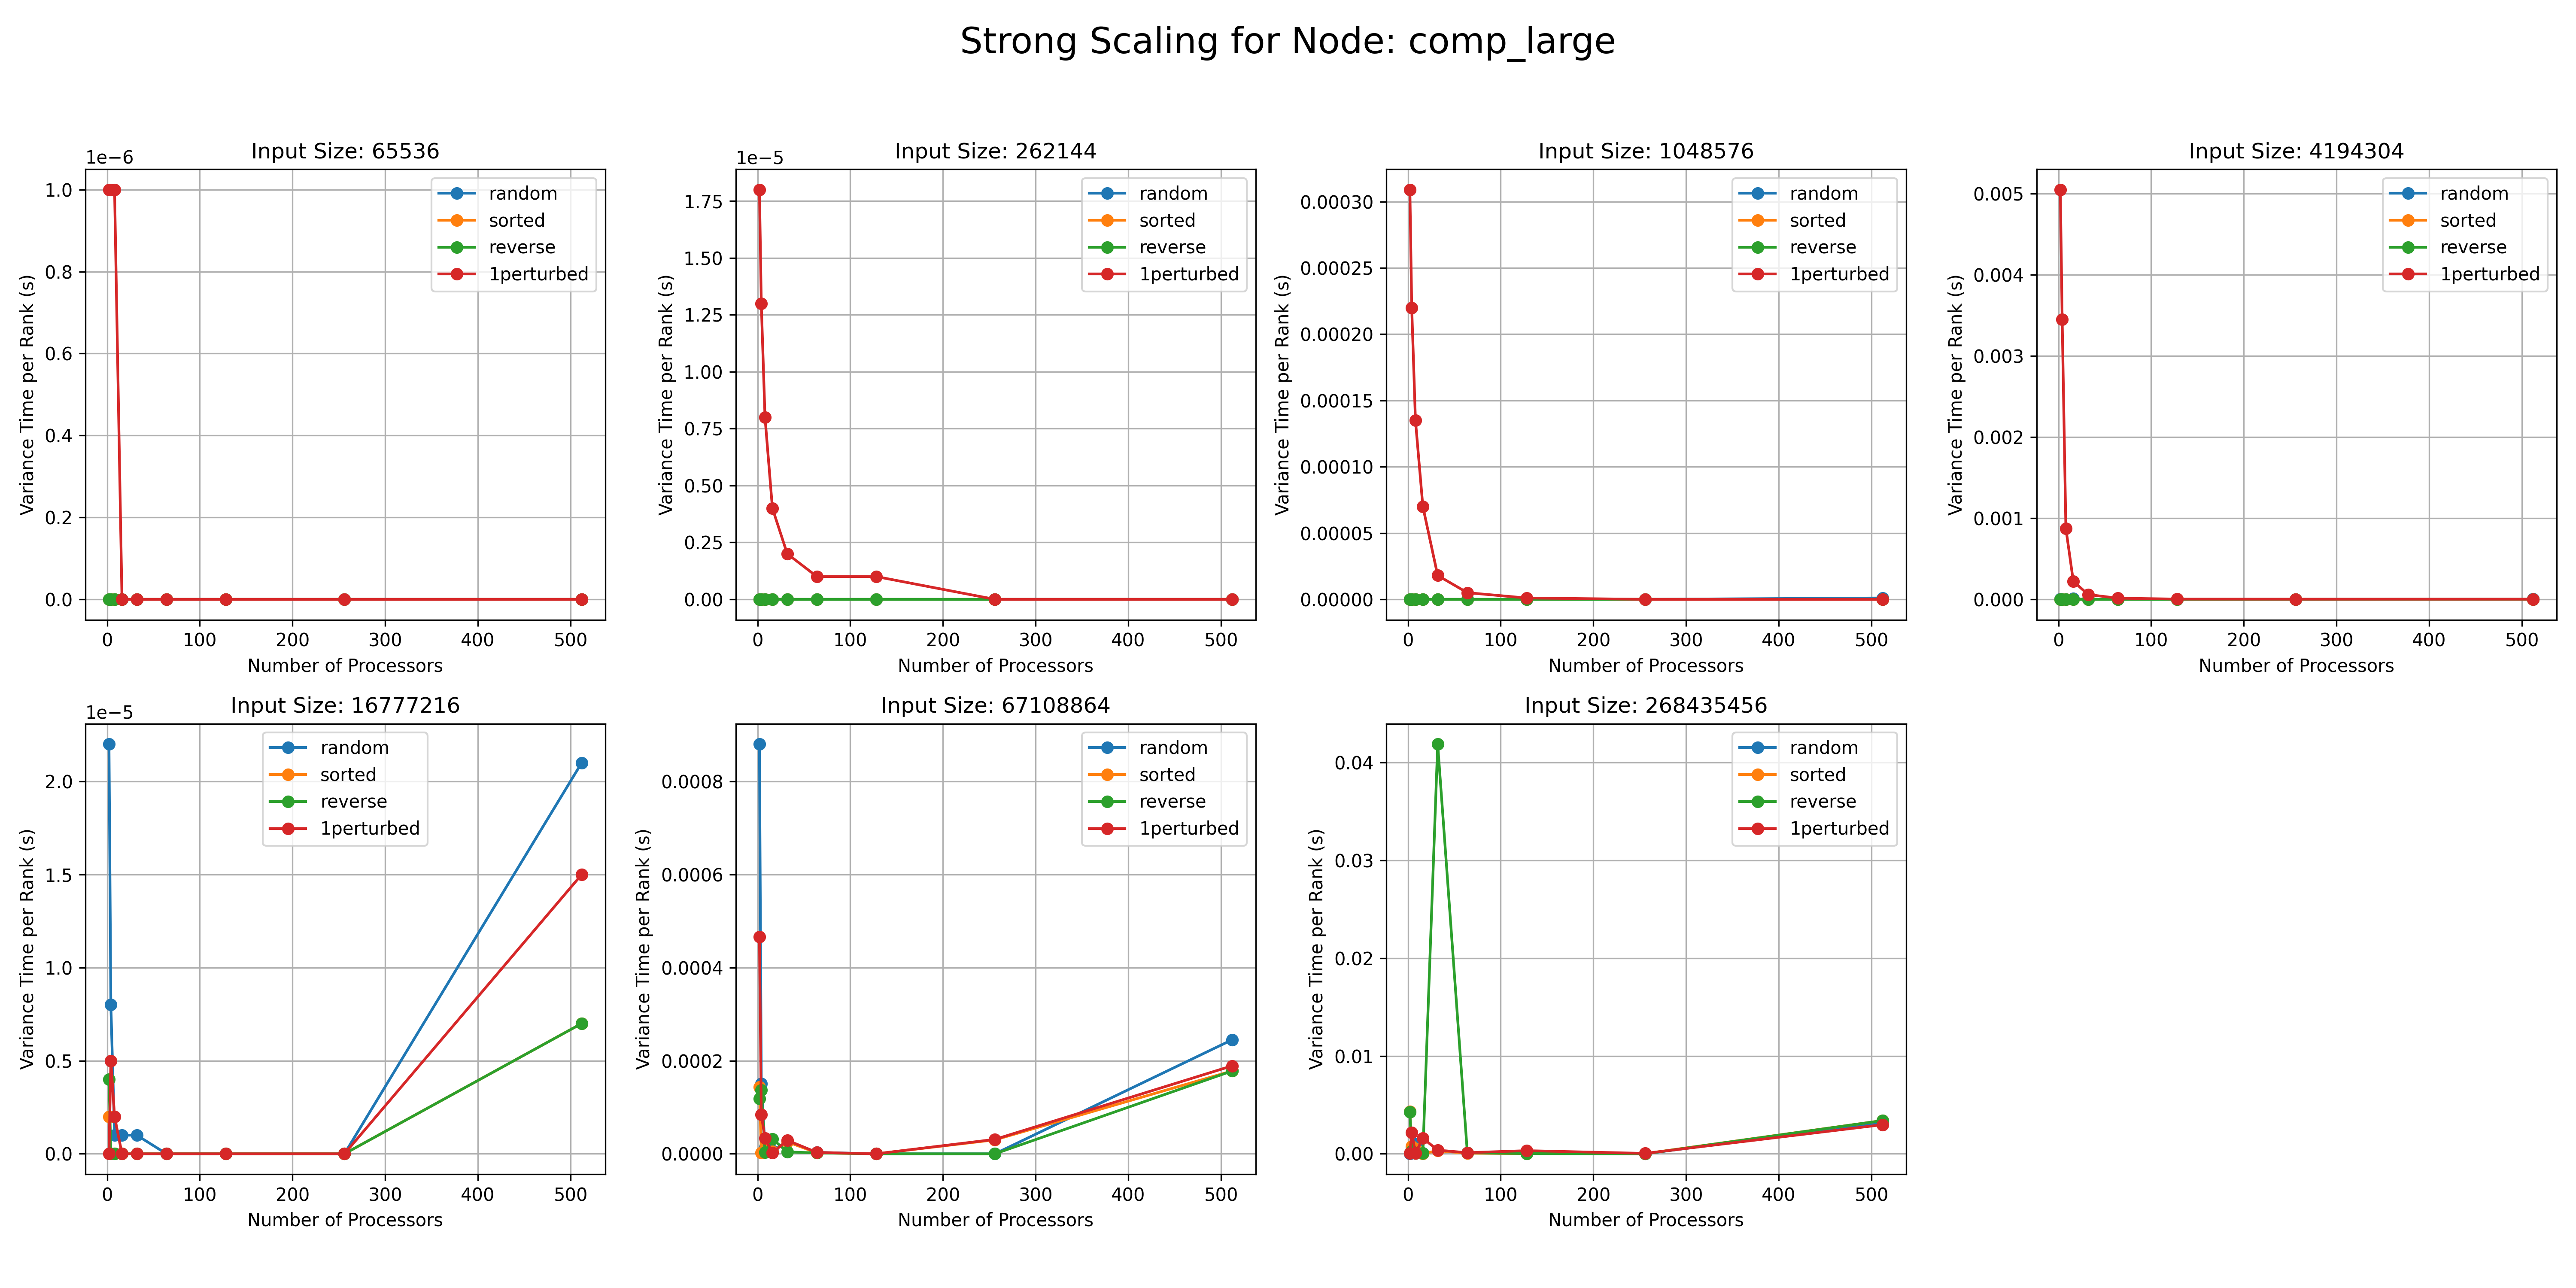 Strong Scaling for Node: comp_large
Input Size: 65536
1e−6
Variance Time per Rank (s)
1.0
0.8
0.6
0.4
0.2
0.0
0 100 200 300 400 500
Number of Processors
random
sorted
reverse
1perturbed
Input Size: 262144
1e−5
Variance Time per Rank (s)
1.75
1.50
1.25
1.00
0.75
0.50
0.25
0.00
0 100 200 300 400 500
Number of Processors
random
sorted
reverse
1perturbed
Input Size: 1048576
Variance Time per Rank (s)
0.00030
0.00025
0.00020
0.00015
0.00010
0.00005
0.00000
0 100 200 300 400 500
Number of Processors
random
sorted
reverse
1perturbed
Input Size: 4194304
Variance Time per Rank (s)
0.005
0.004
0.003
0.002
0.001
0.000
0 100 200 300 400 500
Number of Processors
random
sorted
reverse
1perturbed
Input Size: 16777216
1e−5
Variance Time per Rank (s)
2.0
1.5
1.0
0.5
0.0
0 100 200 300 400 500
Number of Processors
random
sorted
reverse
1perturbed
Input Size: 67108864
Variance Time per Rank (s)
0.0008
0.0006
0.0004
0.0002
0.0000
0 100 200 300 400 500
Number of Processors
random
sorted
reverse
1perturbed
Input Size: 268435456
Variance Time per Rank (s)
0.04
0.03
0.02
0.01
0.00
0 100 200 300 400 500
Number of Processors
random
sorted
reverse
1perturbed